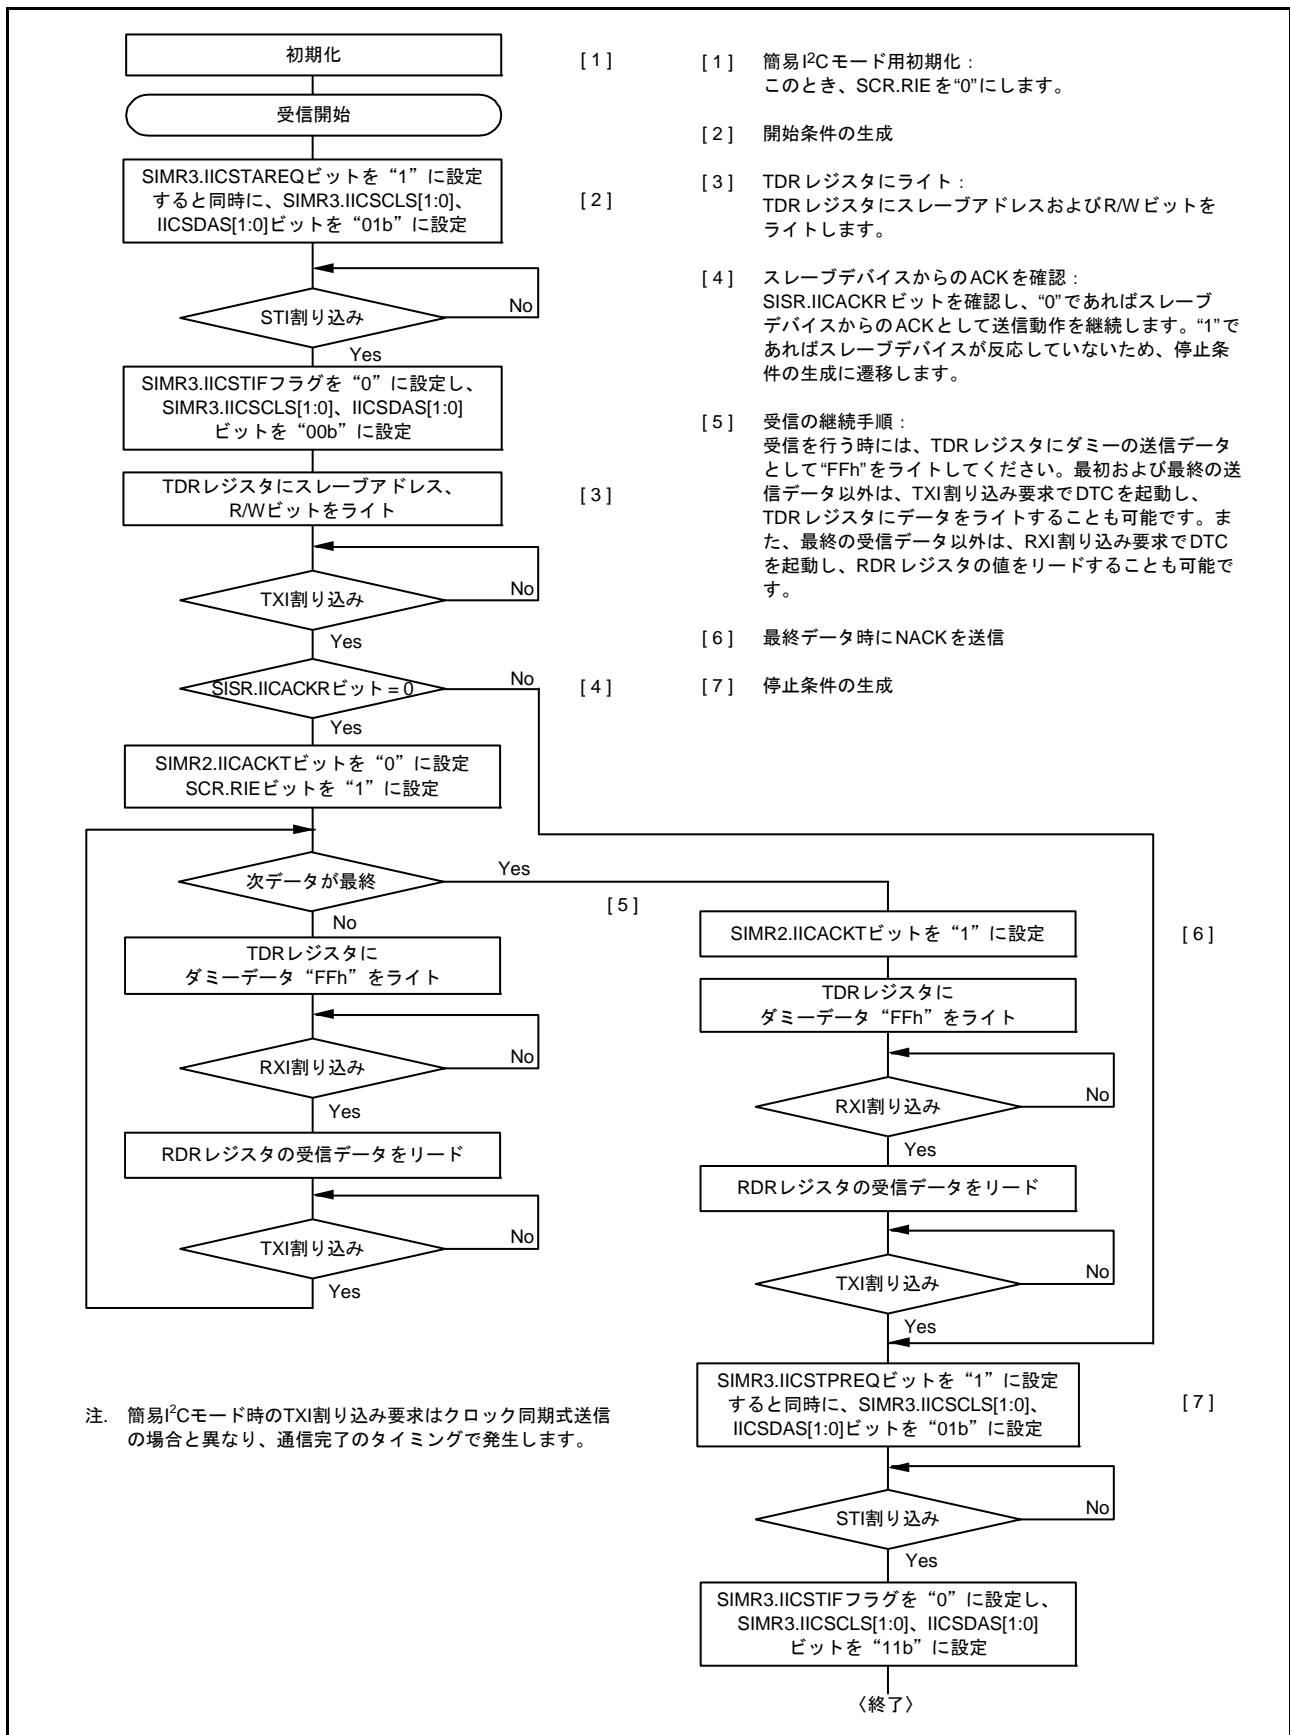 初期化
[ 1 ]
受信開始
SIMR3.IICSTAREQビットを“1”に設定
すると同時に、SIMR3.IICSCLS[1:0]、
IICSDAS[1:0]ビットを“01b”に設定
[ 2 ]
STI割り込み
No
Yes
SIMR3.IICSTIFフラグを“0”に設定し、
SIMR3.IICSCLS[1:0]、IICSDAS[1:0]
ビットを“00b”に設定
TDRレジスタにスレーブアドレス、
R/Wビットをライト
[ 3 ]
TXI割り込み
No
Yes
SISR.IICACKRビット = 0
No
[ 4 ]
Yes
SIMR2.IICACKTビットを“0”に設定
SCR.RIEビットを“1”に設定
次データが最終
Yes
[ 5 ]
No
TDRレジスタに
ダミーデータ“FFh”をライト
RXI割り込み
No
Yes
RDRレジスタの受信データをリード
TXI割り込み
No
Yes
SIMR2.IICACKTビットを“1”に設定
[ 6 ]
TDRレジスタに
ダミーデータ“FFh”をライト
RXI割り込み
No
Yes
RDRレジスタの受信データをリード
TXI割り込み
No
Yes
SIMR3.IICSTPREQビットを“1”に設定
すると同時に、SIMR3.IICSCLS[1:0]、
IICSDAS[1:0]ビットを“01b”に設定
[ 7 ]
STI割り込み
No
Yes
SIMR3.IICSTIFフラグを“0”に設定し、
SIMR3.IICSCLS[1:0]、IICSDAS[1:0]
ビットを“11b”に設定
〈終了〉
[ 1 ] 簡易I²Cモード用初期化：
このとき、SCR.RIEを“0”にします。
[ 2 ] 開始条件の生成
[ 3 ] TDRレジスタにライト：
TDRレジスタにスレーブアドレスおよびR/Wビットを
ライトします。
[ 4 ] スレーブデバイスからのACKを確認：
SISR.IICACKRビットを確認し、“0”であればスレーブ
デバイスからのACKとして送信動作を継続します。“1”で
あればスレーブデバイスが反応していないため、停止条
件の生成に遷移します。
[ 5 ] 受信の継続手順：
受信を行う時には、TDRレジスタにダミーの送信データ
として“FFh”をライトしてください。最初および最終の送
信データ以外は、TXI割り込み要求でDTCを起動し、
TDRレジスタにデータをライトすることも可能です。ま
た、最終の受信データ以外は、RXI割り込み要求でDTC
を起動し、RDRレジスタの値をリードすることも可能で
す。
[ 6 ] 最終データ時にNACKを送信
[ 7 ] 停止条件の生成
注. 簡易I²Cモード時のTXI割り込み要求はクロック同期式送信
の場合と異なり、通信完了のタイミングで発生します。